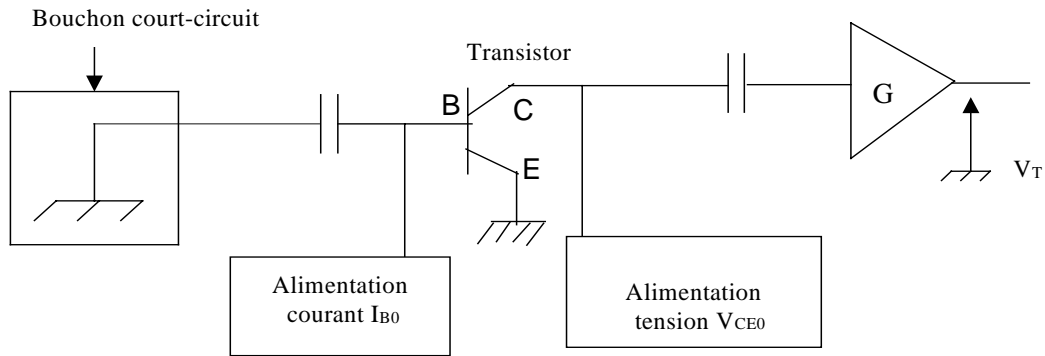 Bouchon court-circuit
Transistor
B
C
E
G
VT
Alimentation
courant IB0
Alimentation
tension VCE0